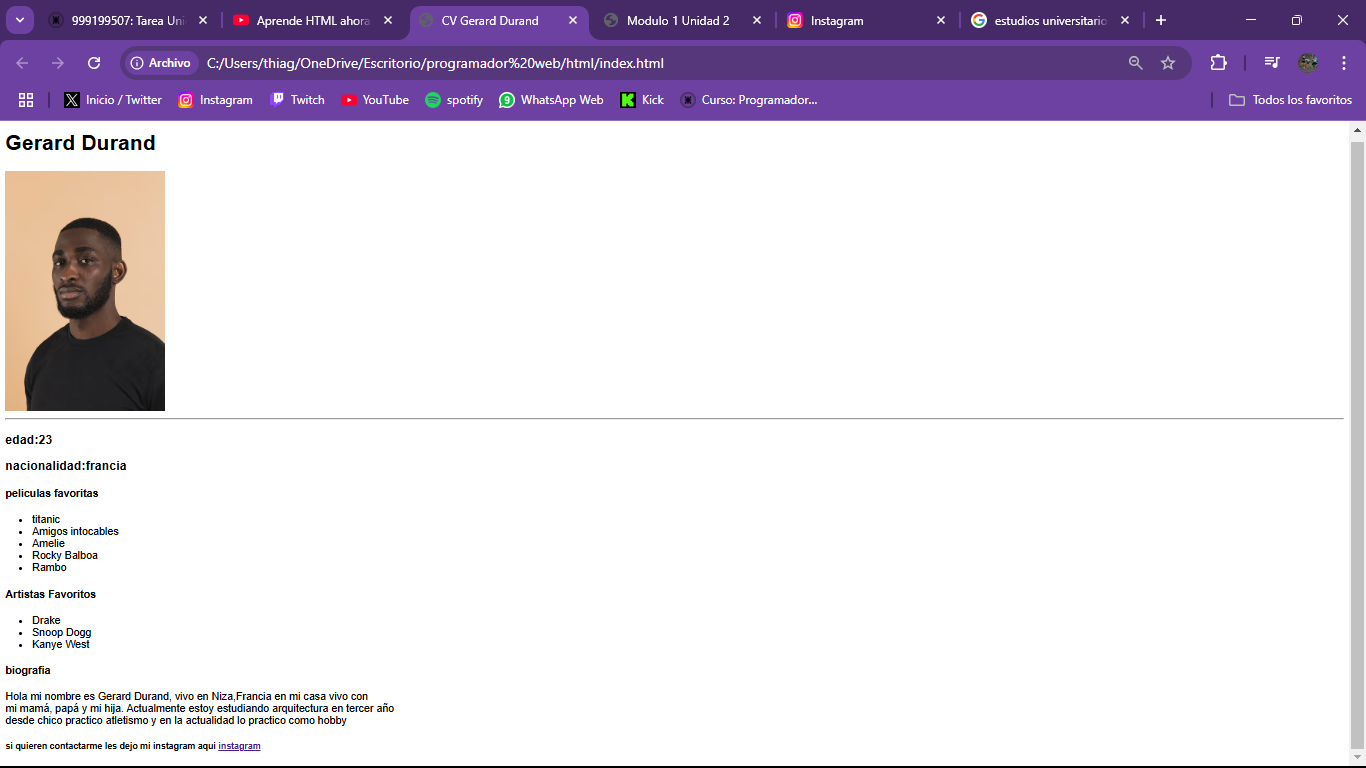 999199507: Tarea Uni
Aprende HTML ahora
CV Gerard Durand
Modulo 1 Unidad 2
Instagram
estudios universitario
Archivo
C:/Users/thiag/OneDrive/Escritorio/programador%20web/html/index.html
Inicio / Twitter
Instagram
Twitch
YouTube
spotify
9
WhatsApp Web
Kick
Curso: Programador...
Todos los favoritos
Gerard Durand
edad:23
nacionalidad:francia
peliculas favoritas
titanic
Amigos intocables
Amelie
Rocky Balboa
Rambo
Artistas Favoritos
Drake
Snoop Dogg
Kanye West
biografia
Hola mi nombre es Gerard Durand, vivo en Niza,Francia en mi casa vivo con
mi mamá, papá y mi hija. Actualmente estoy estudiando arquitectura en tercer año
desde chico practico atletismo y en la actualidad lo practico como hobby
si quieren contactarme les dejo mi instagram aqui instagram